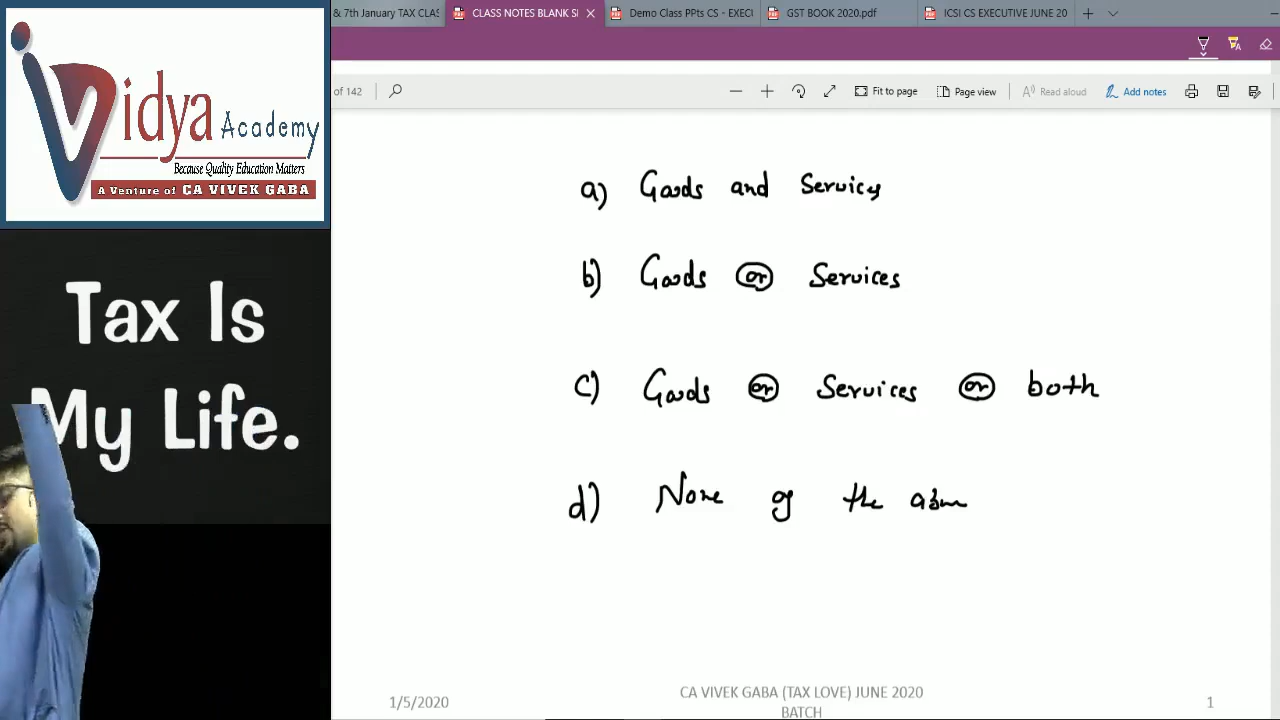 & 7th January TAX CLAS
CLASS NOTES BLANK S
Demo Class PPts CS - EXEC
GST BOOK 2020.pdf
ICSI CS EXECUTIVE JUNE 20
of 142
Fit to page
Page view
Read aloud
Add notes
Vidya Academy
Because Quality Education Matters
A Venture of CA VIVEK GABA
Tax Is
My Life.
a) Goods and Services
b) Goods or Services
c) Goods or Services or both
d) None of the above
1/5/2020
CA VIVEK GABA (TAX LOVE) JUNE 2020
BATCH
1